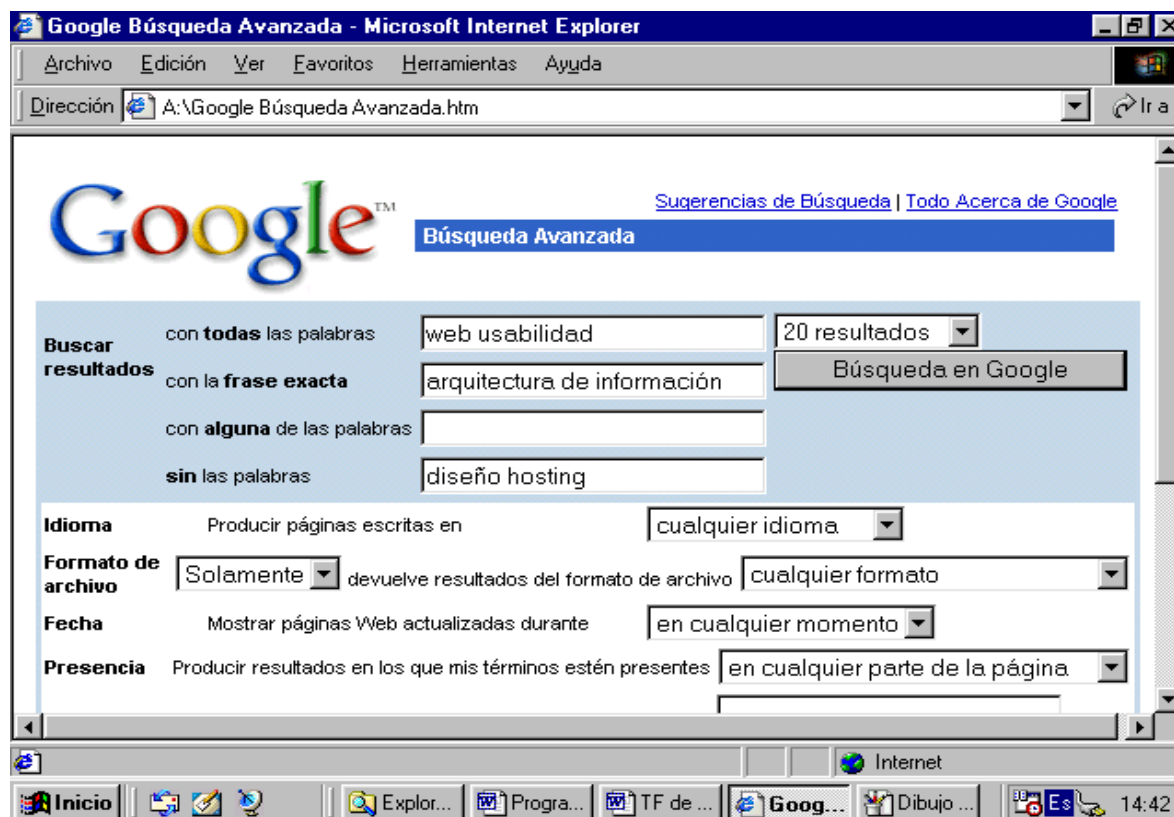 Google Búsqueda Avanzada - Microsoft Internet Explorer
Archivo Edición Ver Favoritos Herramientas Ayuda
Dirección A:\Google Búsqueda Avanzada.htm Ir a
Google™
Sugerencias de Búsqueda | Todo Acerca de Google
Búsqueda Avanzada
Buscar resultados
con todas las palabras web usabilidad 20 resultados
con la frase exacta arquitectura de información Búsqueda en Google
con alguna de las palabras
sin las palabras diseño hosting
Idioma Producir páginas escritas en cualquier idioma
Formato de archivo Solamente devuelve resultados del formato de archivo cualquier formato
Fecha Mostrar páginas Web actualizadas durante en cualquier momento
Presencia Producir resultados en los que mis términos estén presentes en cualquier parte de la página
Internet
Inicio Explor... Progra... TF de ... Goog... Dibujo ... Es 14:42